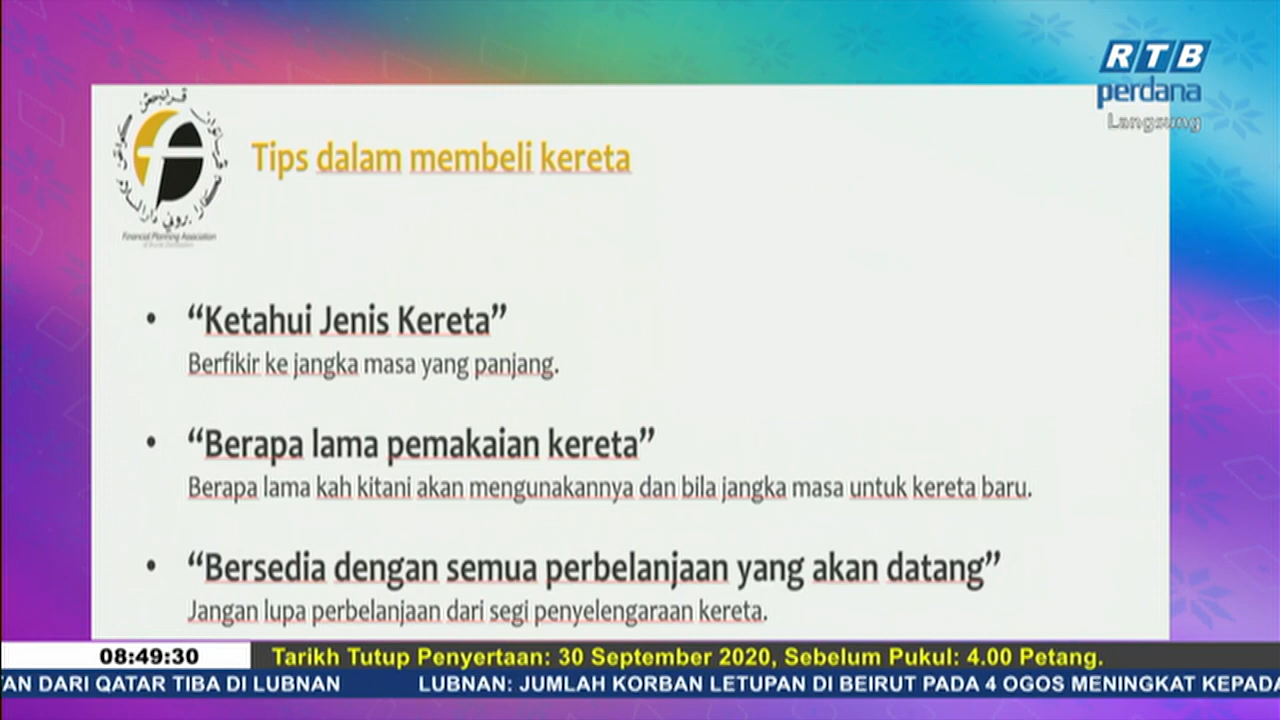 RTB
perdana
Langsung
Financial Planning Association
Tips dalam membeli kereta
• “Ketahui Jenis Kereta”
Berfikir ke jangka masa yang panjang.
• “Berapa lama pemakaian kereta”
Berapa lama kah kitani akan mengunakannya dan bila jangka masa untuk kereta baru.
• “Bersedia dengan semua perbelanjaan yang akan datang”
Jangan lupa perbelanjaan dari segi penyelengaraan kereta.
08:49:30
Tarikh Tutup Penyertaan: 30 September 2020, Sebelum Pukul: 4.00 Petang.
TAN DARI QATAR TIBA DI LUBNAN LUBNAN: JUMLAH KORBAN LETUPAN DI BEIRUT PADA 4 OGOS MENINGKAT KEPADA